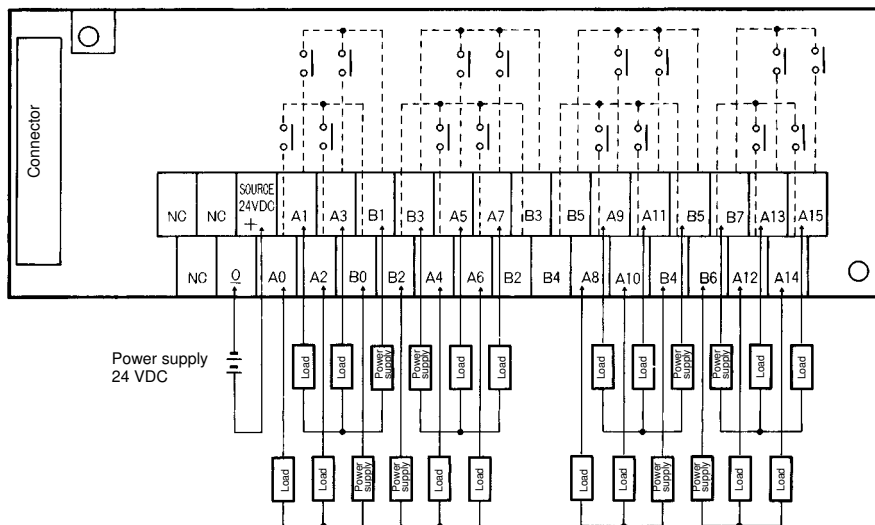 Connector
NC
NC
SOURCE
24VDC
+
A1
A3
B1
B3
A5
A7
B3
B5
A9
A11
B5
B7
A13
A15
NC
0
A0
A2
B0
B2
A4
A6
B2
B4
A8
A10
B4
B6
A12
A14
Power supply
24 VDC
Load
Load
Power
supply
Power
supply
Load
Load
Load
Load
Power
supply
Power
supply
Load
Load
Load
Load
Power
supply
Power
supply
Load
Load
Load
Load
Power
supply
Power
supply
Load
Load